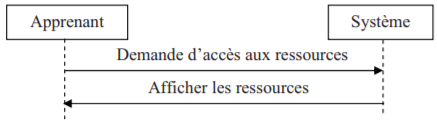 Apprenant
Système
Demande d’accès aux ressources
Afficher les ressources